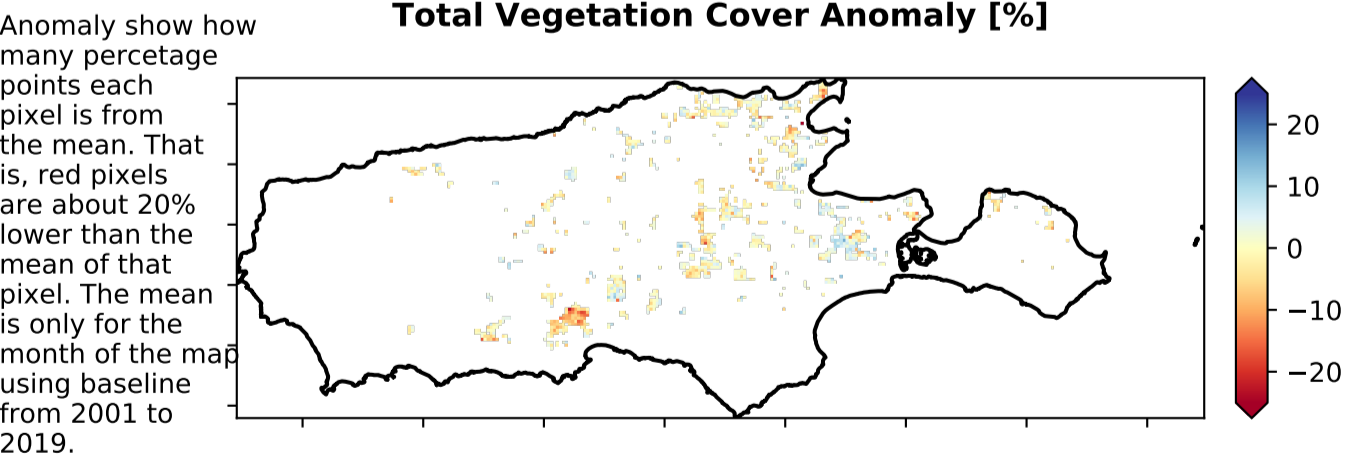 Total Vegetation Cover Anomaly [%]
Anomaly show how
many percetage
points each
pixel is from
the mean. That
is, red pixels
are about 20%
lower than the
mean of that
pixel. The mean
is only for the
month of the map
using baseline
from 2001 to
2019.
20
10
0
−10
−20